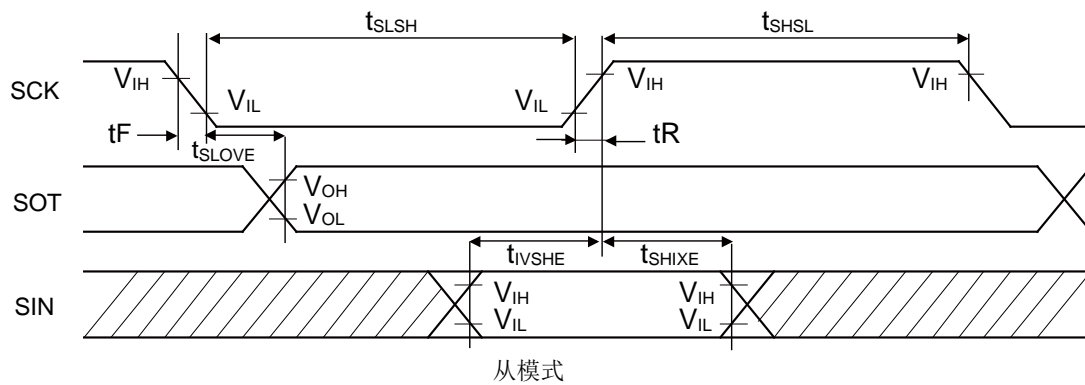 tSLSH
tSHSL
SCK
VIH
VIL
VIL
VIH
VIH
tF
tSLOVE
tR
SOT
VOH
VOL
tIVSHE
tSHIXE
SIN
VIH
VIL
VIH
VIL
从模式